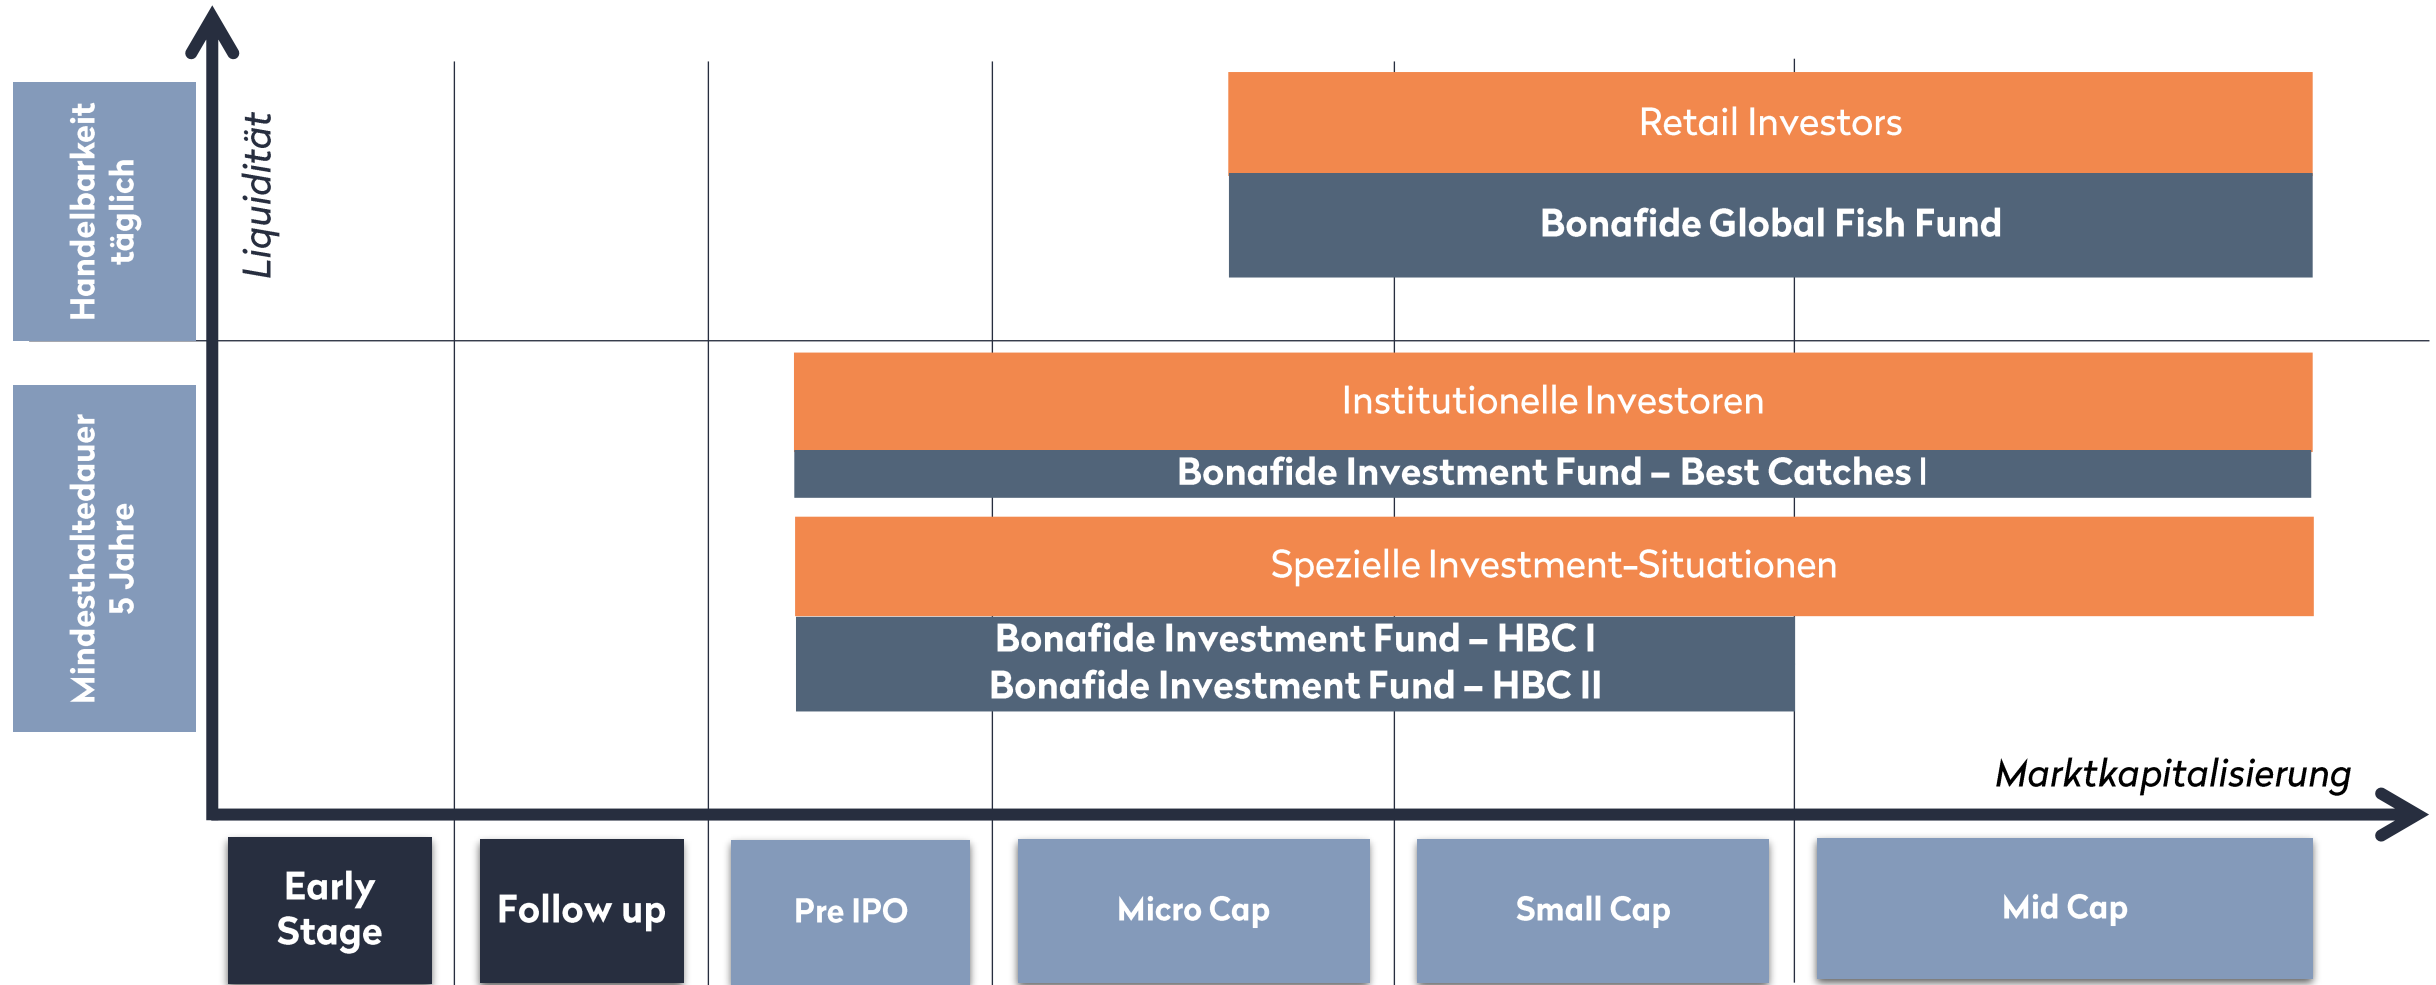 Handelbarkeit
täglich
Liquidität
Retail Investors
Bonafide Global Fish Fund
Mindesthaltedauer
5 Jahre
Institutionelle Investoren
Bonafide Investment Fund – Best Catches I
Spezielle Investment-Situationen
Bonafide Investment Fund – HBC I
Bonafide Investment Fund – HBC II
Marktkapitalisierung
Early
Stage
Follow up
Pre IPO
Micro Cap
Small Cap
Mid Cap